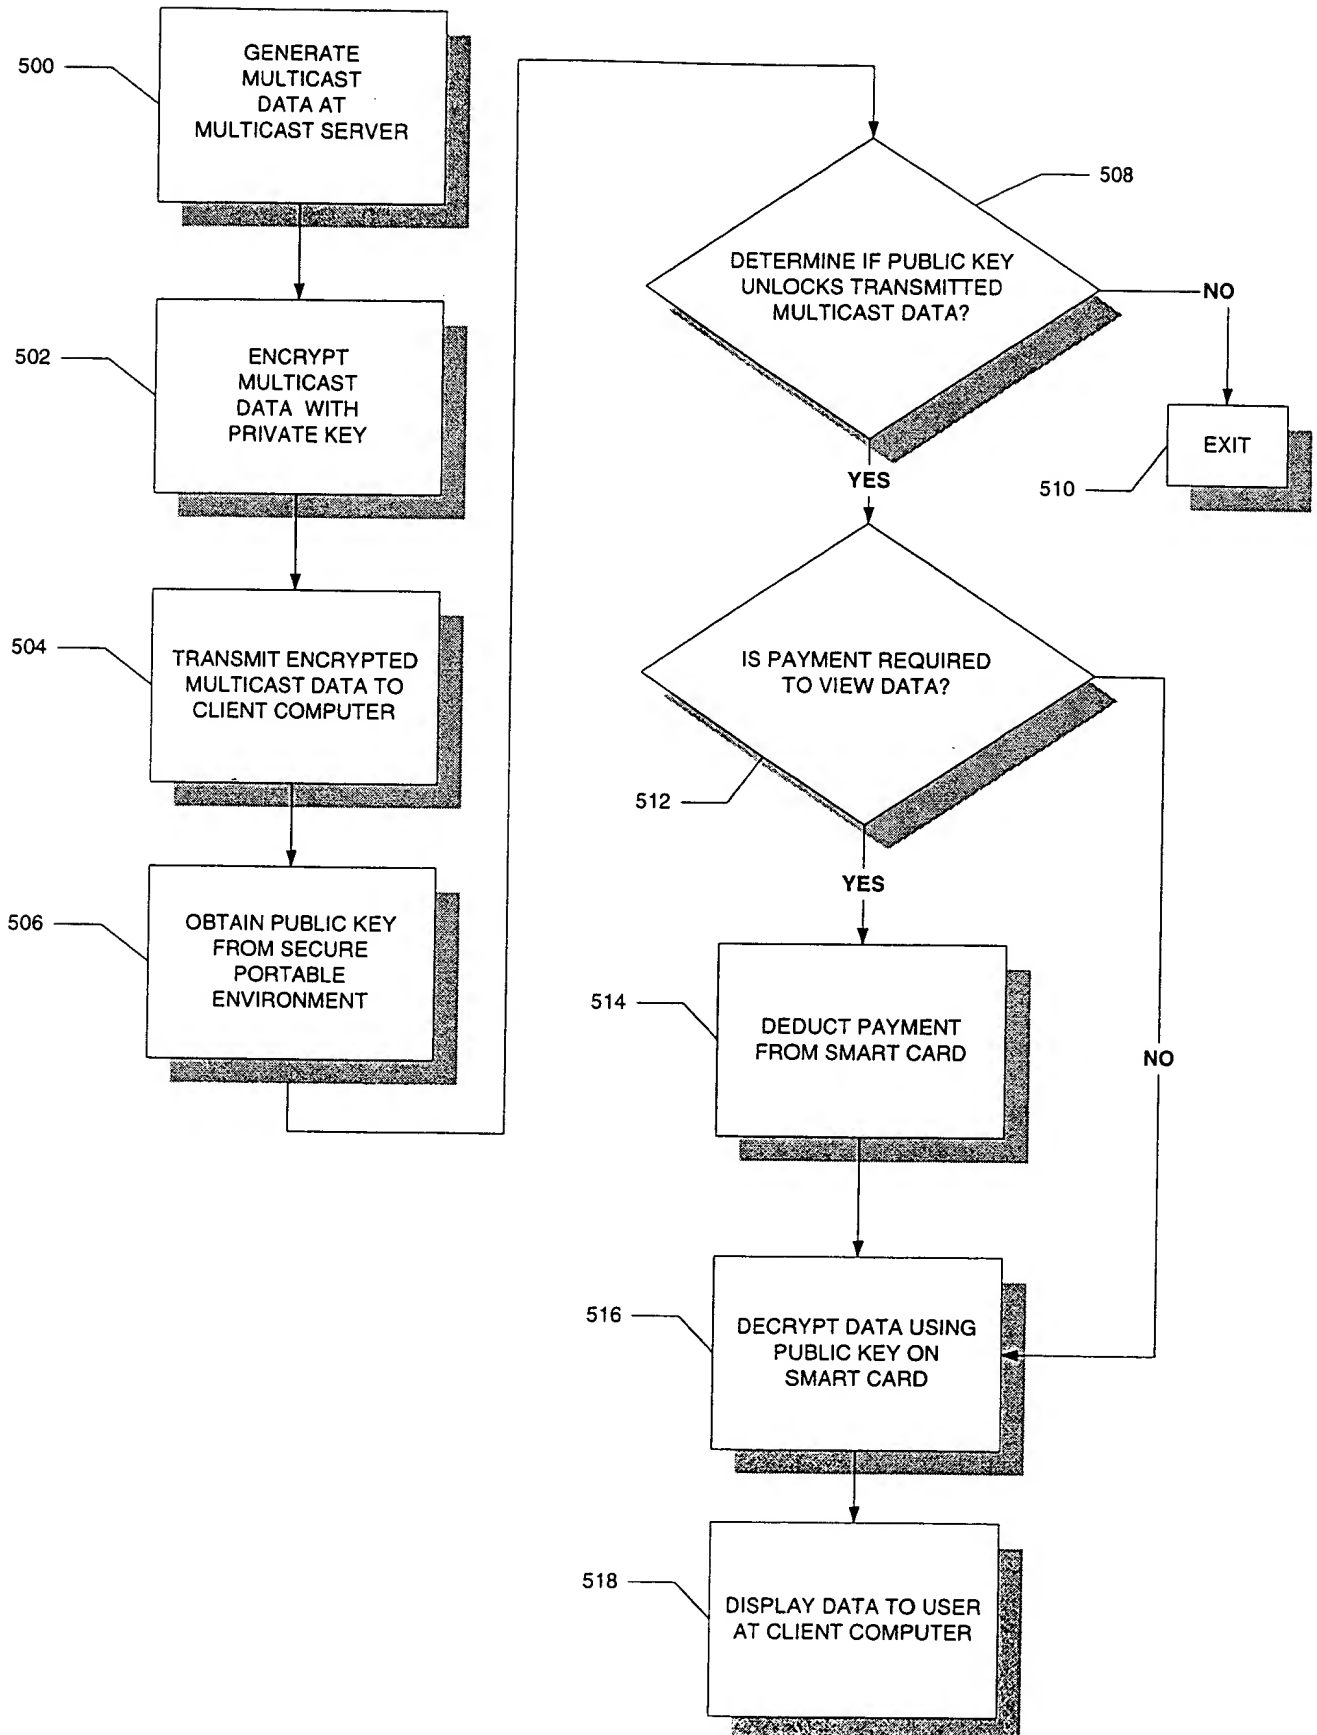 500
GENERATE
MULTICAST
DATA AT
MULTICAST SERVER
502
ENCRYPT
MULTICAST
DATA WITH
PRIVATE KEY
504
TRANSMIT ENCRYPTED
MULTICAST DATA TO
CLIENT COMPUTER
506
OBTAIN PUBLIC KEY
FROM SECURE
PORTABLE
ENVIRONMENT
508
DETERMINE IF PUBLIC KEY
UNLOCKS TRANSMITTED
MULTICAST DATA?
NO
510
EXIT
YES
IS PAYMENT REQUIRED
TO VIEW DATA?
512
YES
NO
514
DEDUCT PAYMENT
FROM SMART CARD
516
DECRYPT DATA USING
PUBLIC KEY ON
SMART CARD
518
DISPLAY DATA TO USER
AT CLIENT COMPUTER